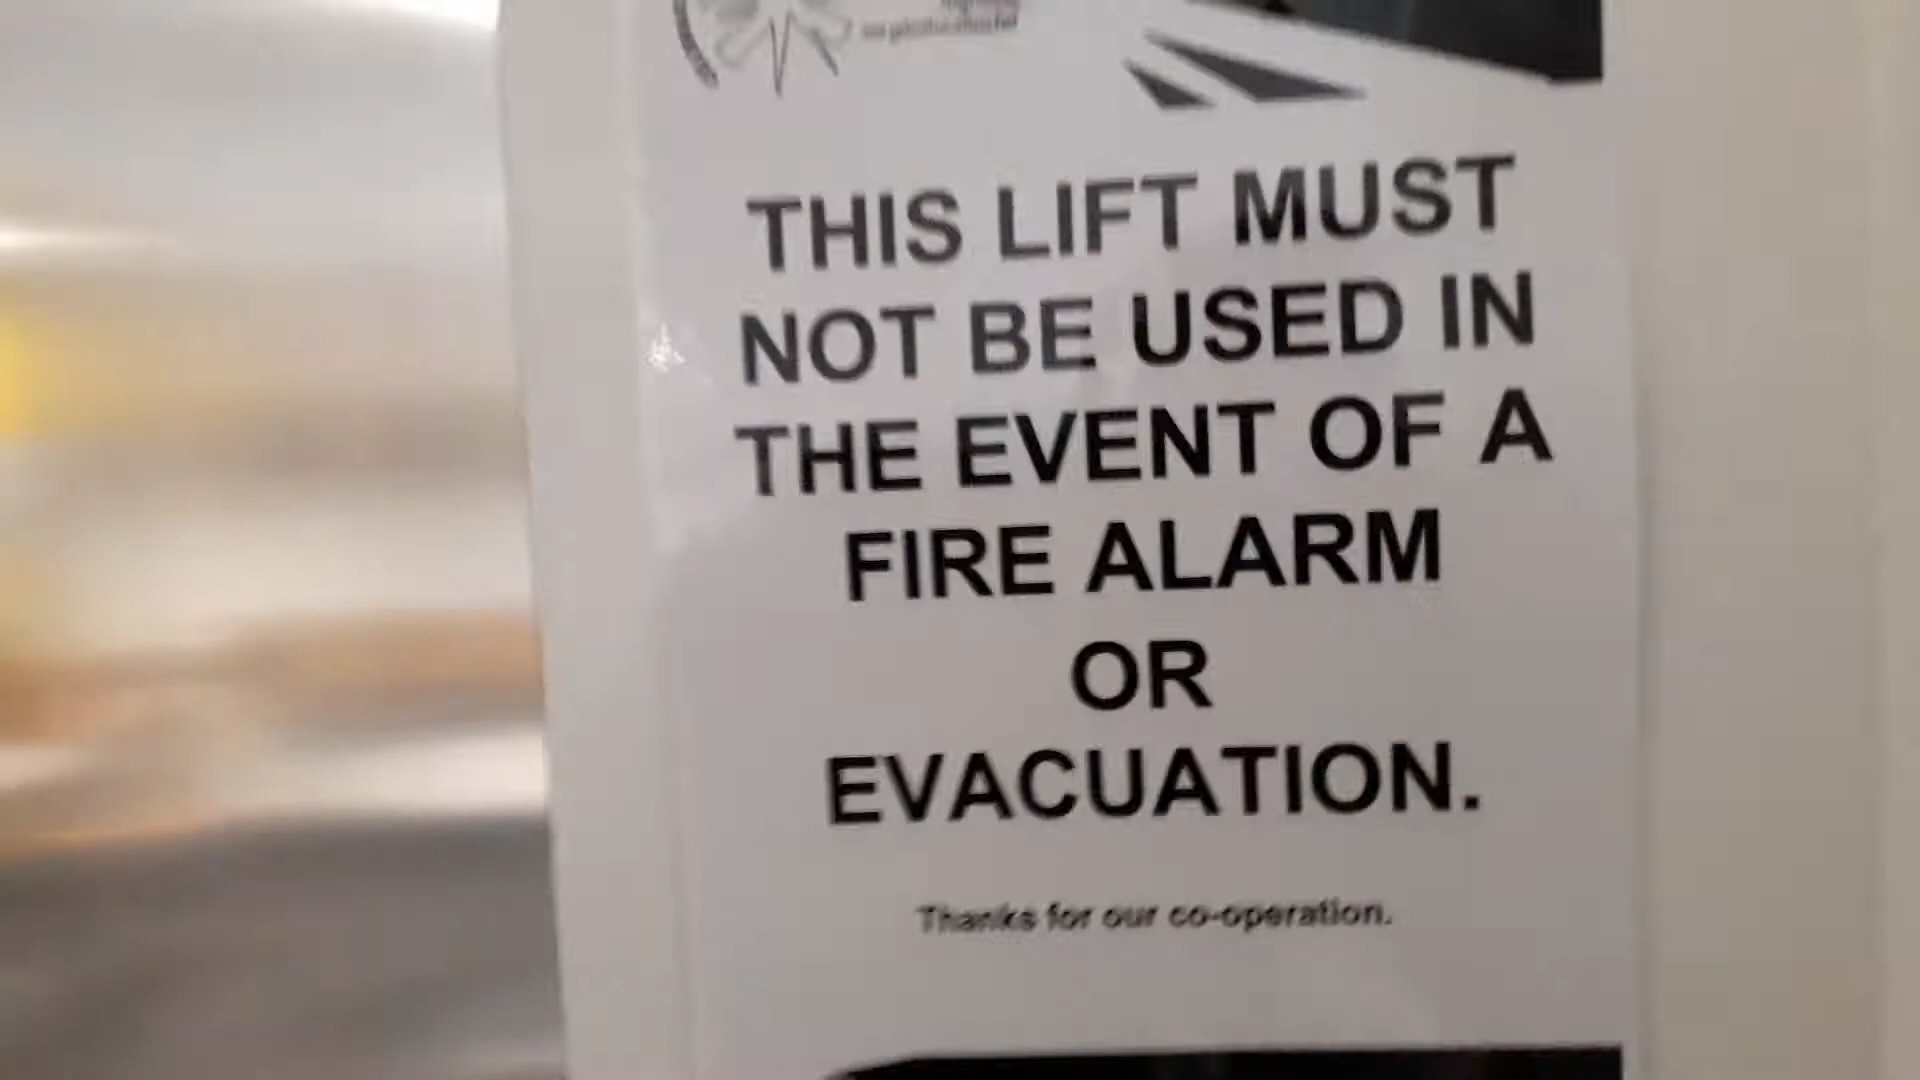 THIS LIFT MUST
NOT BE USED IN
THE EVENT OF A
FIRE ALARM
OR
EVACUATION.
Thanks for our co-operation.